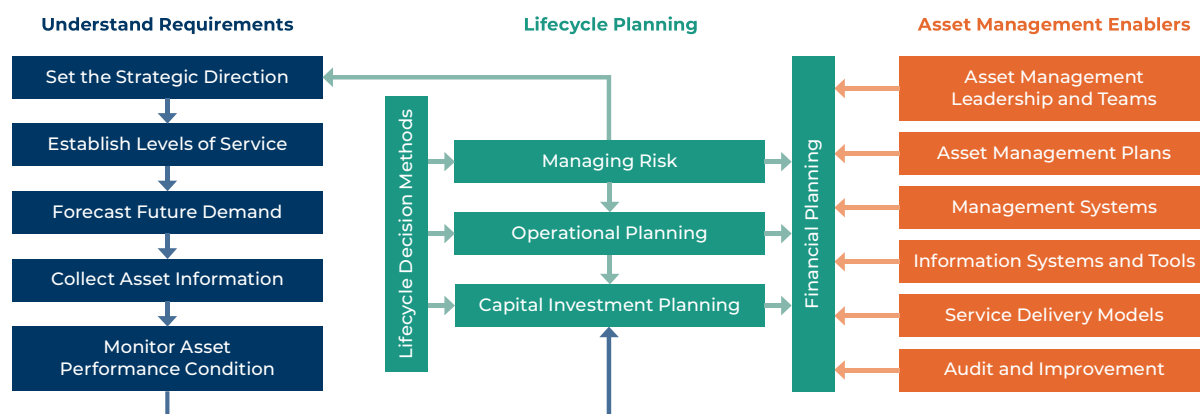 Understand Requirements
Set the Strategic Direction
Establish Levels of Service
Forecast Future Demand
Collect Asset Information
Monitor Asset
Performance Condition
Lifecycle Planning
Lifecycle Decision Methods
Managing Risk
Operational Planning
Capital Investment Planning
Financial Planning
Asset Management Enablers
Asset Management
Leadership and Teams
Asset Management Plans
Management Systems
Information Systems and Tools
Service Delivery Models
Audit and Improvement